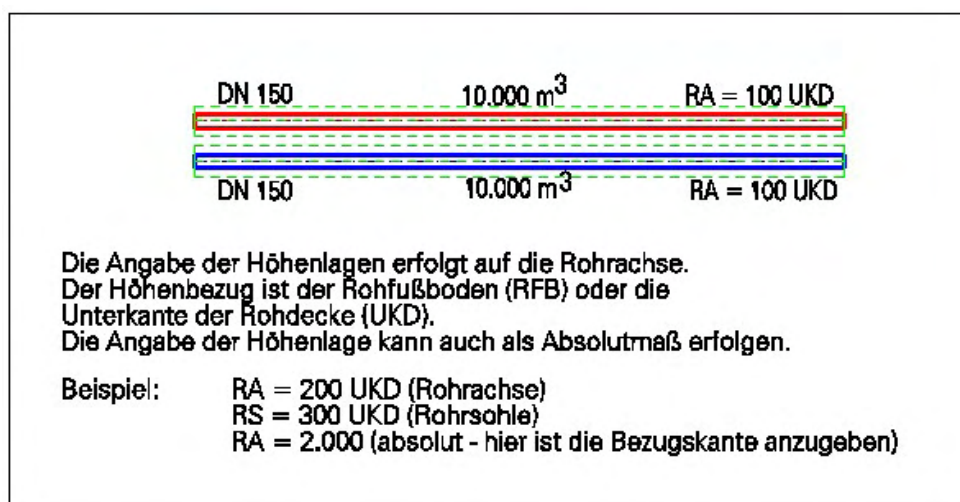 DN 150 10.000 m³ RA = 100 UKD
DN 150 10.000 m³ RA = 100 UKD
Die Angabe der Höhenlagen erfolgt auf die Rohrachse.
Der Höhenbezug ist der Rohfußboden (RFB) oder die
Unterkante der Rohdecke (UKD).
Die Angabe der Höhenlage kann auch als Absolutmaß erfolgen.
Beispiel: RA = 200 UKD (Rohrachse)
RS = 300 UKD (Rohrsohle)
RA = 2.000 (absolut - hier ist die Bezugskante anzugeben)